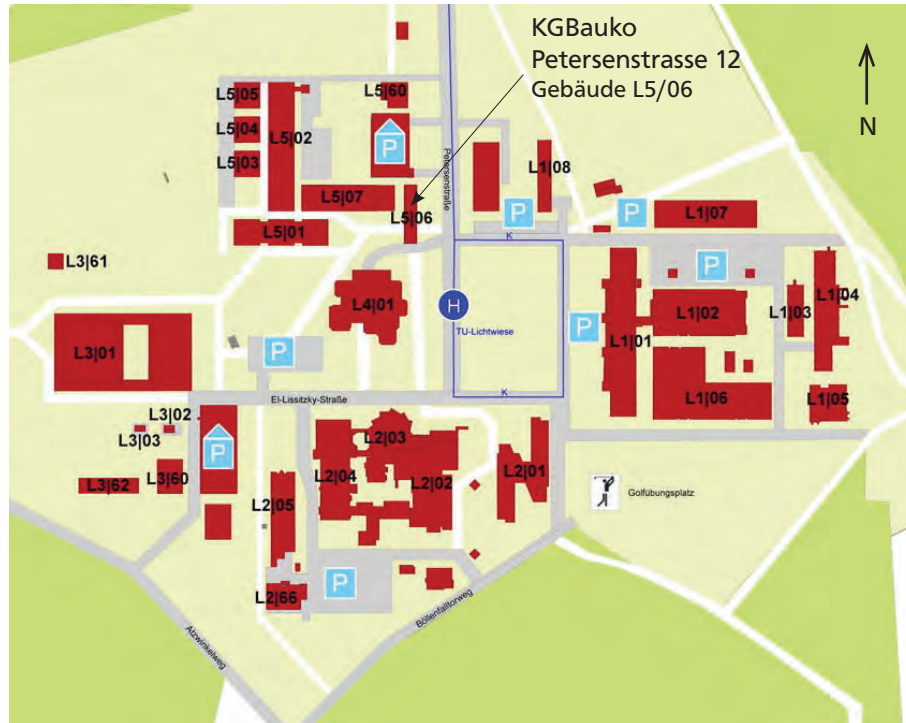 KGBauko
Petersenstrasse 12
Gebäude L5/06
N
L5|05
L5|60
L5|04
P
L5|02
L5|03
Petersenstraße
L1|08
L5|07
L5|06
P
P
L1|07
L5|01
K
L3|61
P
L4|01
H
L1|02
L1|03
L1|04
TU-Lichtwiese
P
L1|01
L3|01
P
El-Lissitzky-Straße
K
L1|06
L1|05
L3|02
L3|03
P
L2|03
L2|04
L2|02
L2|01
L3|60
L3|62
L2|05
Golfübungsplatz
P
L2|66
Böllenfalltorweg
Alzwinkelweg